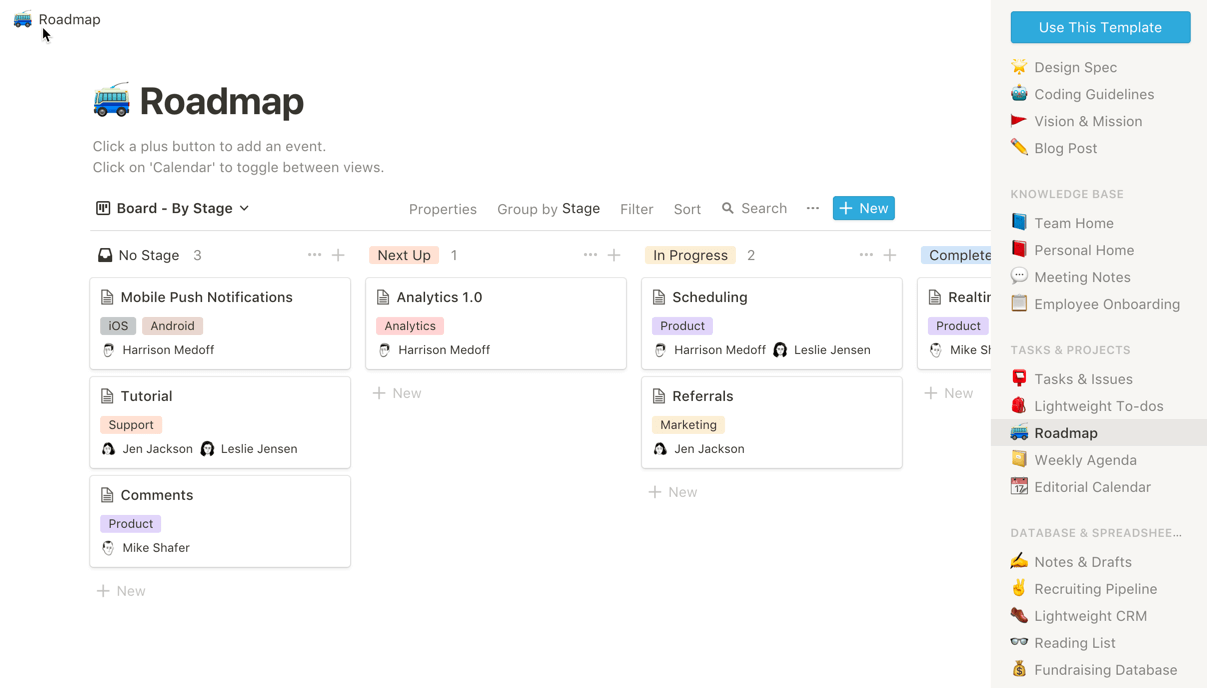 Roadmap
Roadmap
Click a plus button to add an event.
Click on 'Calendar' to toggle between views.
Board - By Stage
Properties Group by Stage Filter Sort Search ... + New
No Stage 3 ... +
Next Up 1 ... +
In Progress 2 ... +
Complete
Mobile Push Notifications
iOS Android
Harrison Medoff
Tutorial
Support
Jen Jackson Leslie Jensen
Comments
Product
Mike Shafer
+ New
Analytics 1.0
Analytics
Harrison Medoff
+ New
Scheduling
Product
Harrison Medoff Leslie Jensen
Referrals
Marketing
Jen Jackson
+ New
Realtin
Product
Mike Sh
+ New
Use This Template
Design Spec
Coding Guidelines
Vision & Mission
Blog Post
KNOWLEDGE BASE
Team Home
Personal Home
Meeting Notes
Employee Onboarding
TASKS & PROJECTS
Tasks & Issues
Lightweight To-dos
Roadmap
Weekly Agenda
Editorial Calendar
DATABASE & SPREADSHEE...
Notes & Drafts
Recruiting Pipeline
Lightweight CRM
Reading List
Fundraising Database